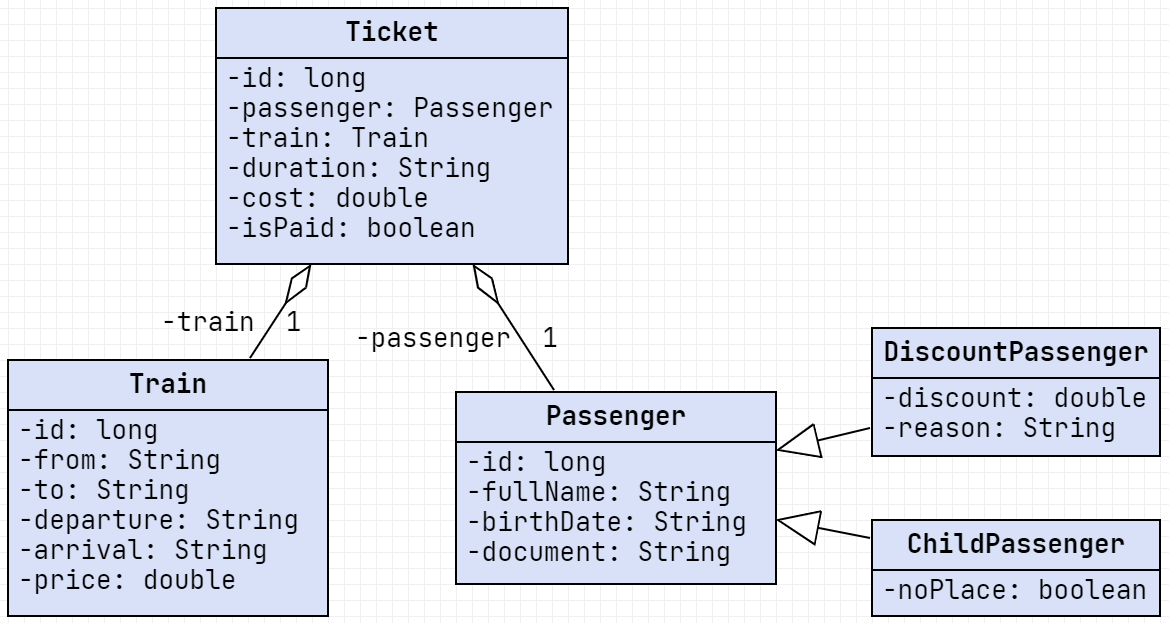 Ticket
-id: long
-passenger: Passenger
-train: Train
-duration: String
-cost: double
-isPaid: boolean
-train 1
-passenger 1
Train
-id: long
-from: String
-to: String
-departure: String
-arrival: String
-price: double
Passenger
-id: long
-fullName: String
-birthDate: String
-document: String
DiscountPassenger
-discount: double
-reason: String
ChildPassenger
-noPlace: boolean